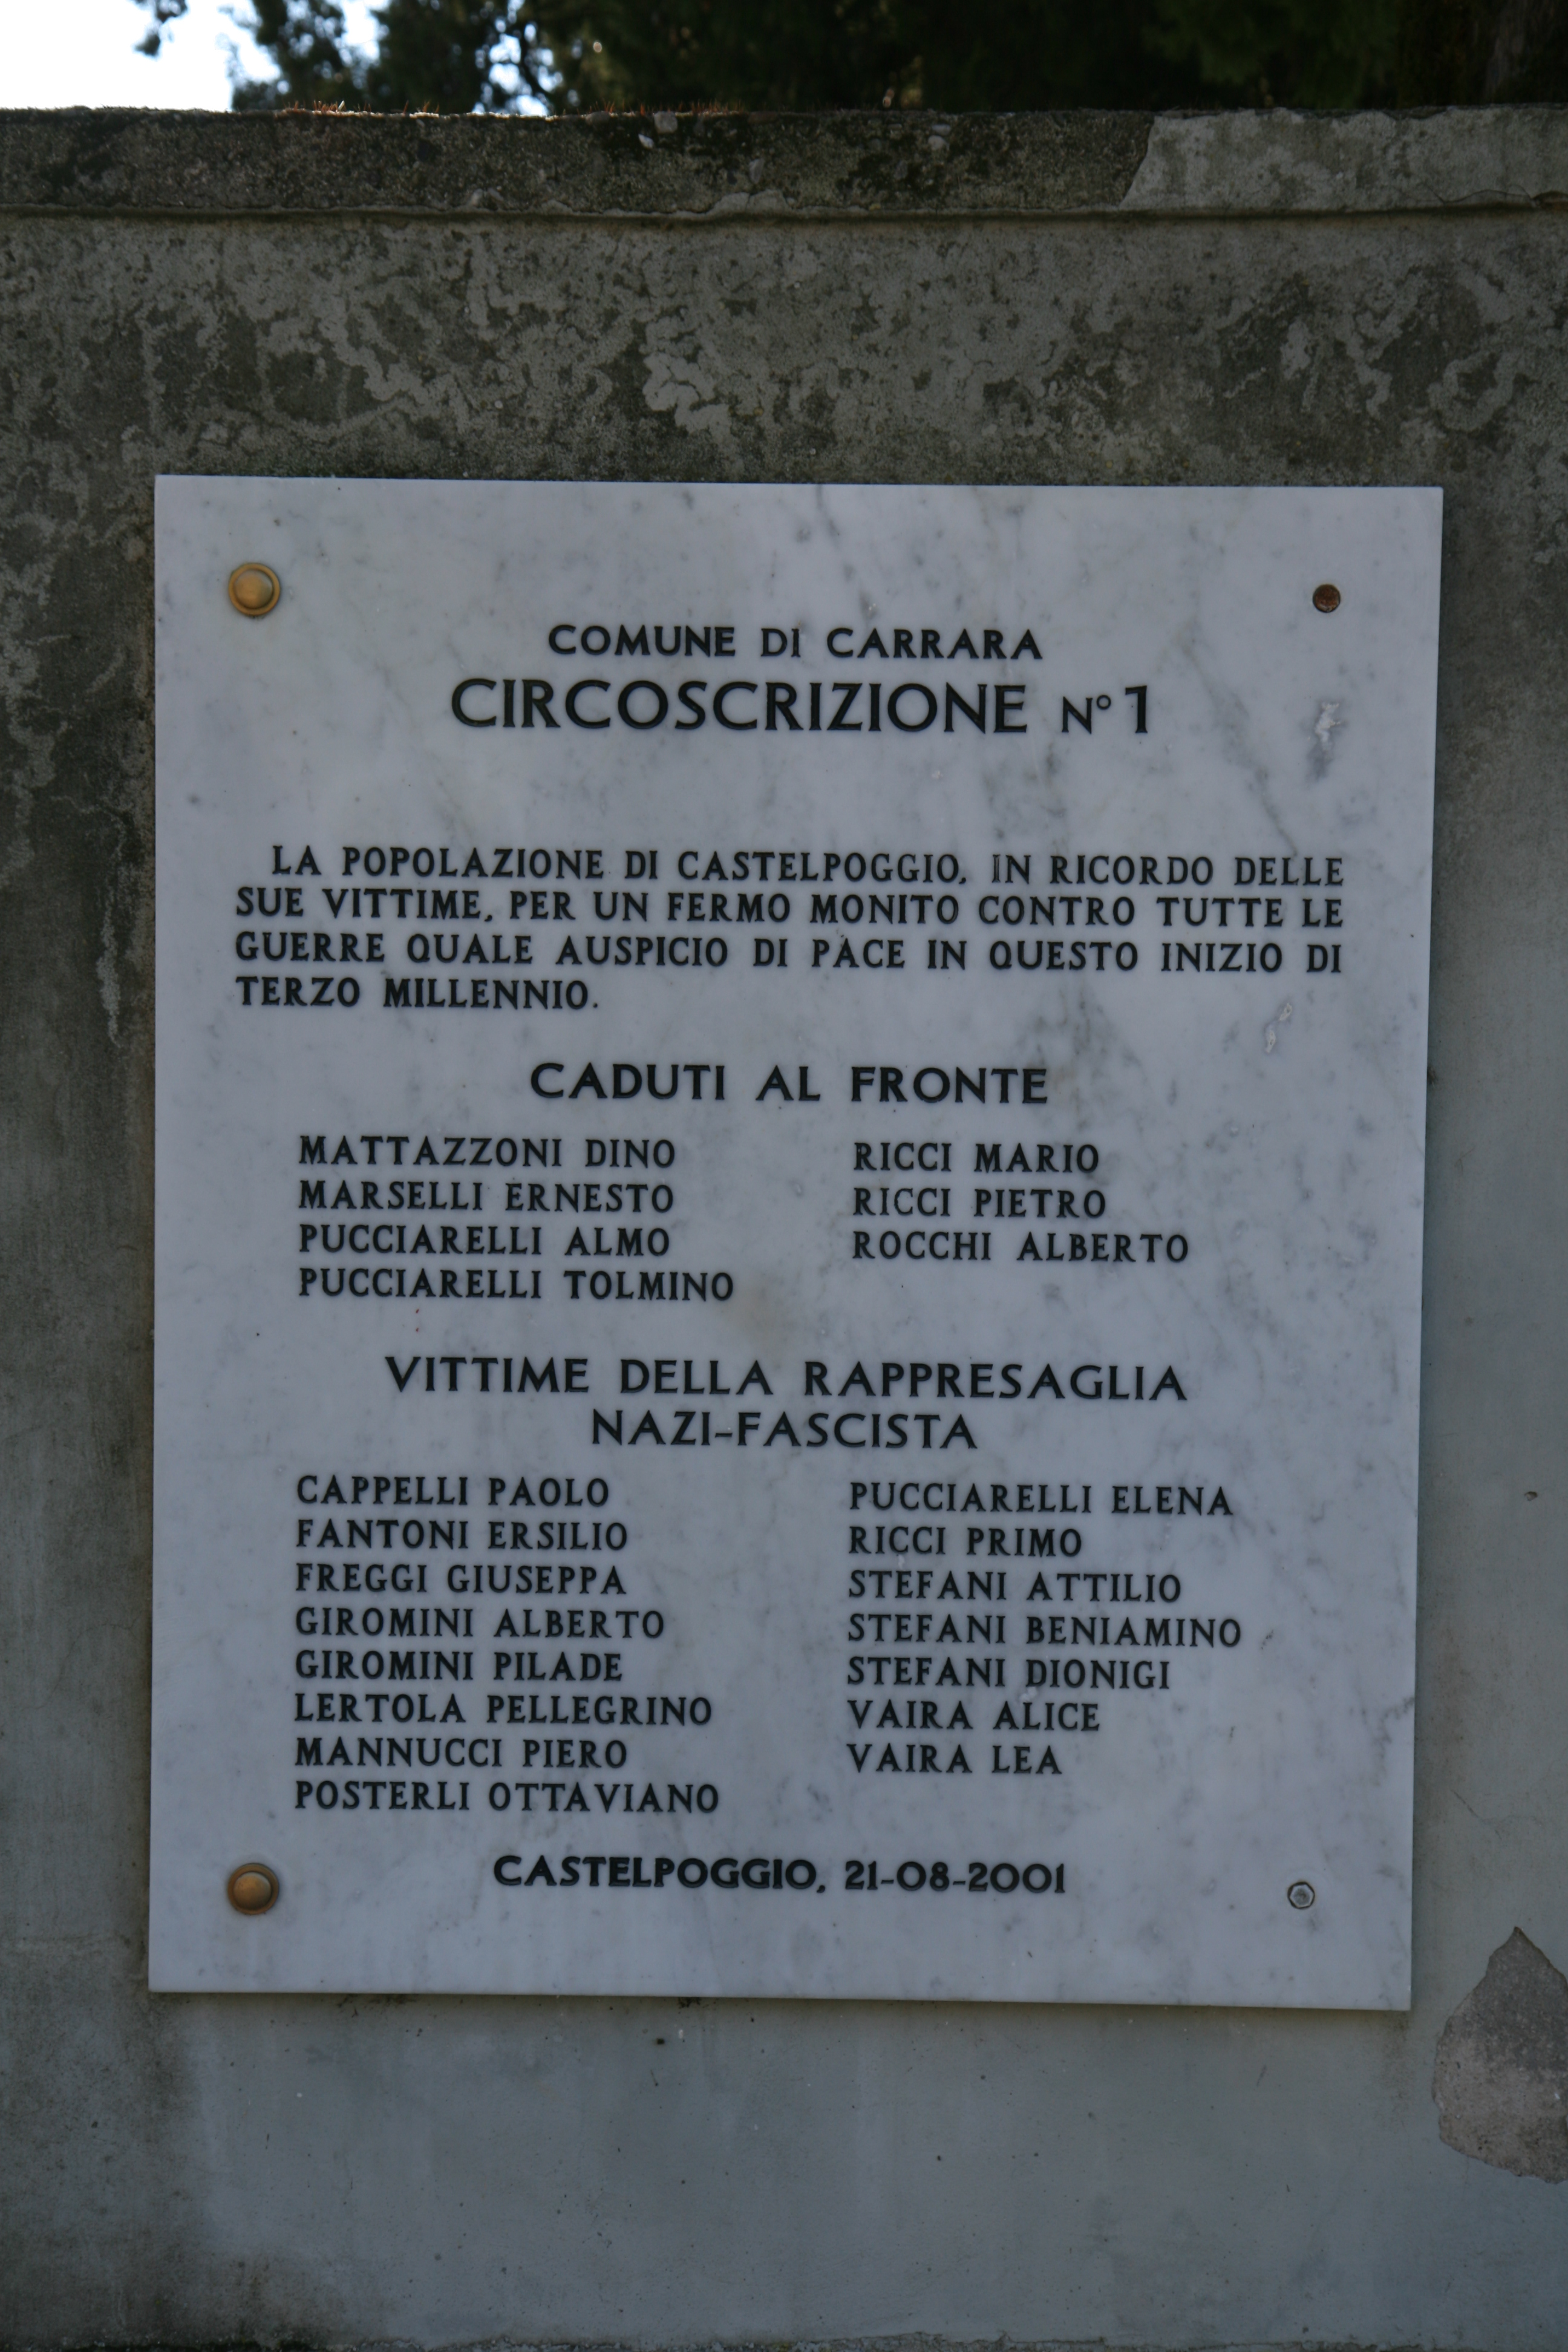 COMUNE DI CARRARA
CIRCOSCRIZIONE N° 1
LA POPOLAZIONE DI CASTELPOGGIO, IN RICORDO DELLE
SUE VITTIME, PER UN FERMO MONITO CONTRO TUTTE LE
GUERRE QUALE AUSPICIO DI PACE IN QUESTO INIZIO DI
TERZO MILLENNIO.
CADUTI AL FRONTE
MATTAZZONI DINO
MARSELLI ERNESTO
PUCCIARELLI ALMO
PUCCIARELLI TOLMINO
RICCI MARIO
RICCI PIETRO
ROCCHI ALBERTO
VITTIME DELLA RAPPRESAGLIA
NAZI-FASCISTA
CAPPELLI PAOLO
FANTONI ERSILIO
FREGGI GIUSEPPA
GIROMINI ALBERTO
GIROMINI PILADE
LERTOLA PELLEGRINO
MANNUCCI PIERO
POSTERLI OTTAVIANO
PUCCIARELLI ELENA
RICCI PRIMO
STEFANI ATTILIO
STEFANI BENIAMINO
STEFANI DIONIGI
VAIRA ALICE
VAIRA LEA
CASTELPOGGIO, 21-08-2001